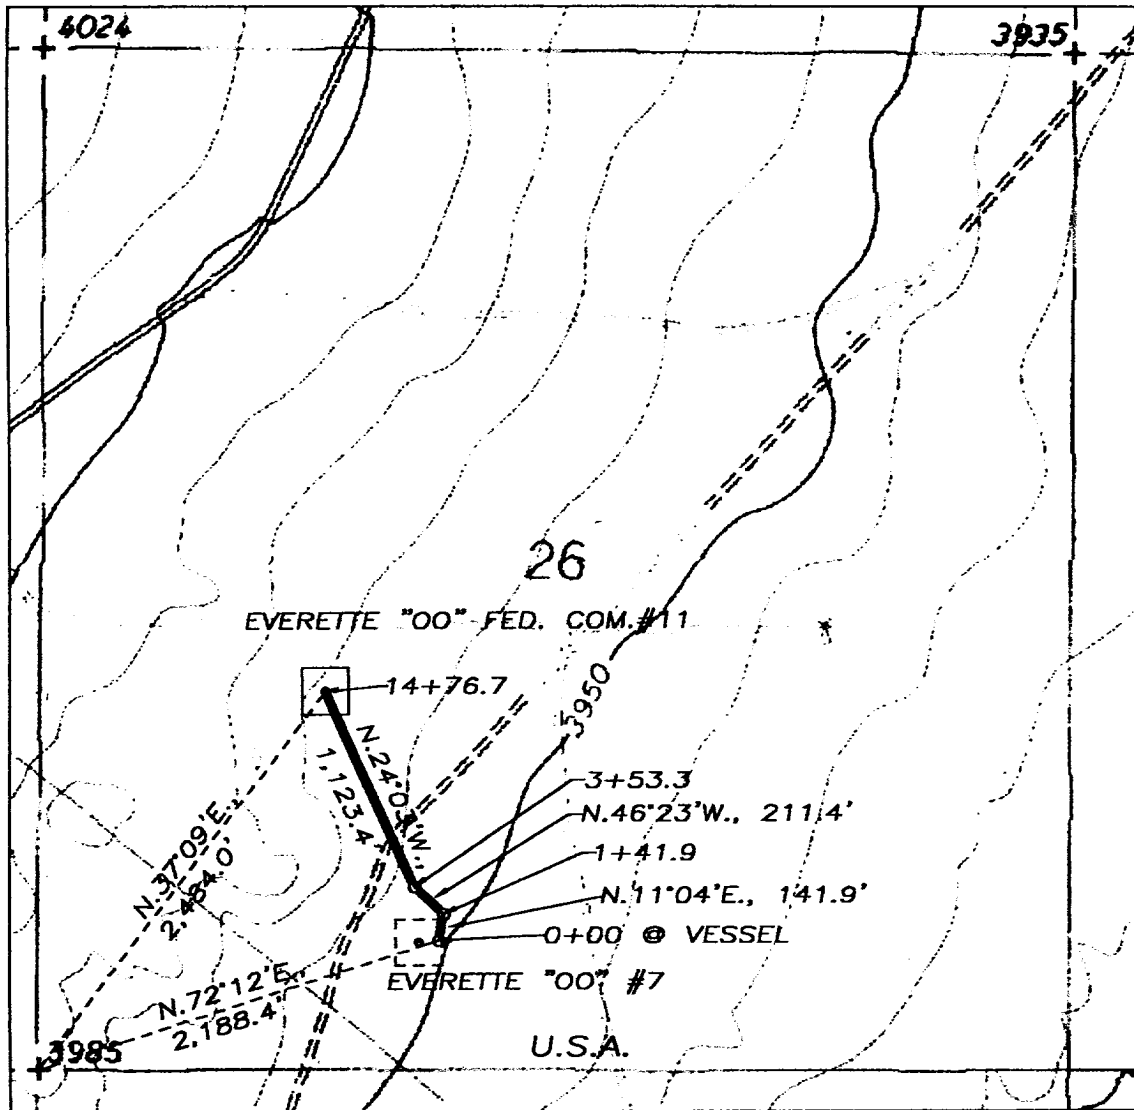 4024
3935
26
EVERETTE "OO" FED. COM.#11
14+76.7
N.24°03'W.,
1,123.4'
3950
3+53.3
N.46°23'W., 211.4'
1+41.9
N.11°04'E., 141.9'
0+00 @ VESSEL
N.37°09'E.
2,484.0'
EVERETTE "OO" #7
N.72°12'E.
2,188.4'
3985
U.S.A.